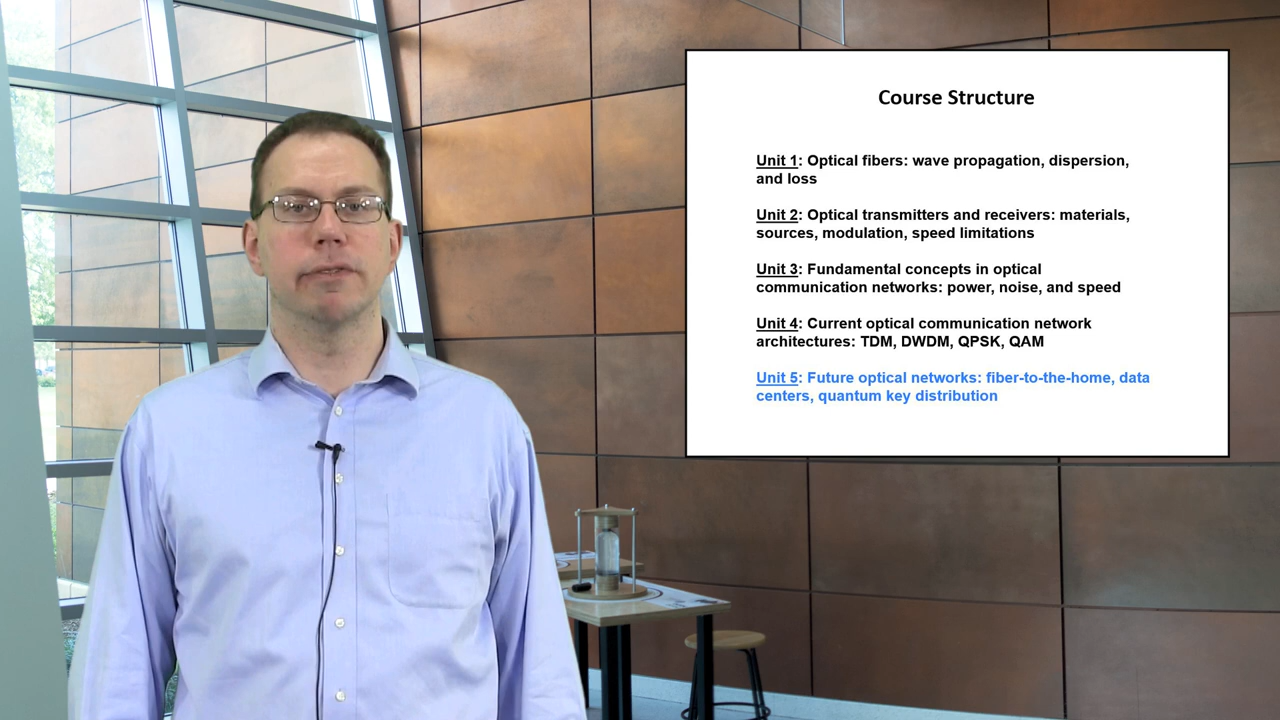 Course Structure
Unit 1: Optical fibers: wave propagation, dispersion,
and loss
Unit 2: Optical transmitters and receivers: materials,
sources, modulation, speed limitations
Unit 3: Fundamental concepts in optical
communication networks: power, noise, and speed
Unit 4: Current optical communication network
architectures: TDM, DWDM, QPSK, QAM
Unit 5: Future optical networks: fiber-to-the-home, data
centers, quantum key distribution